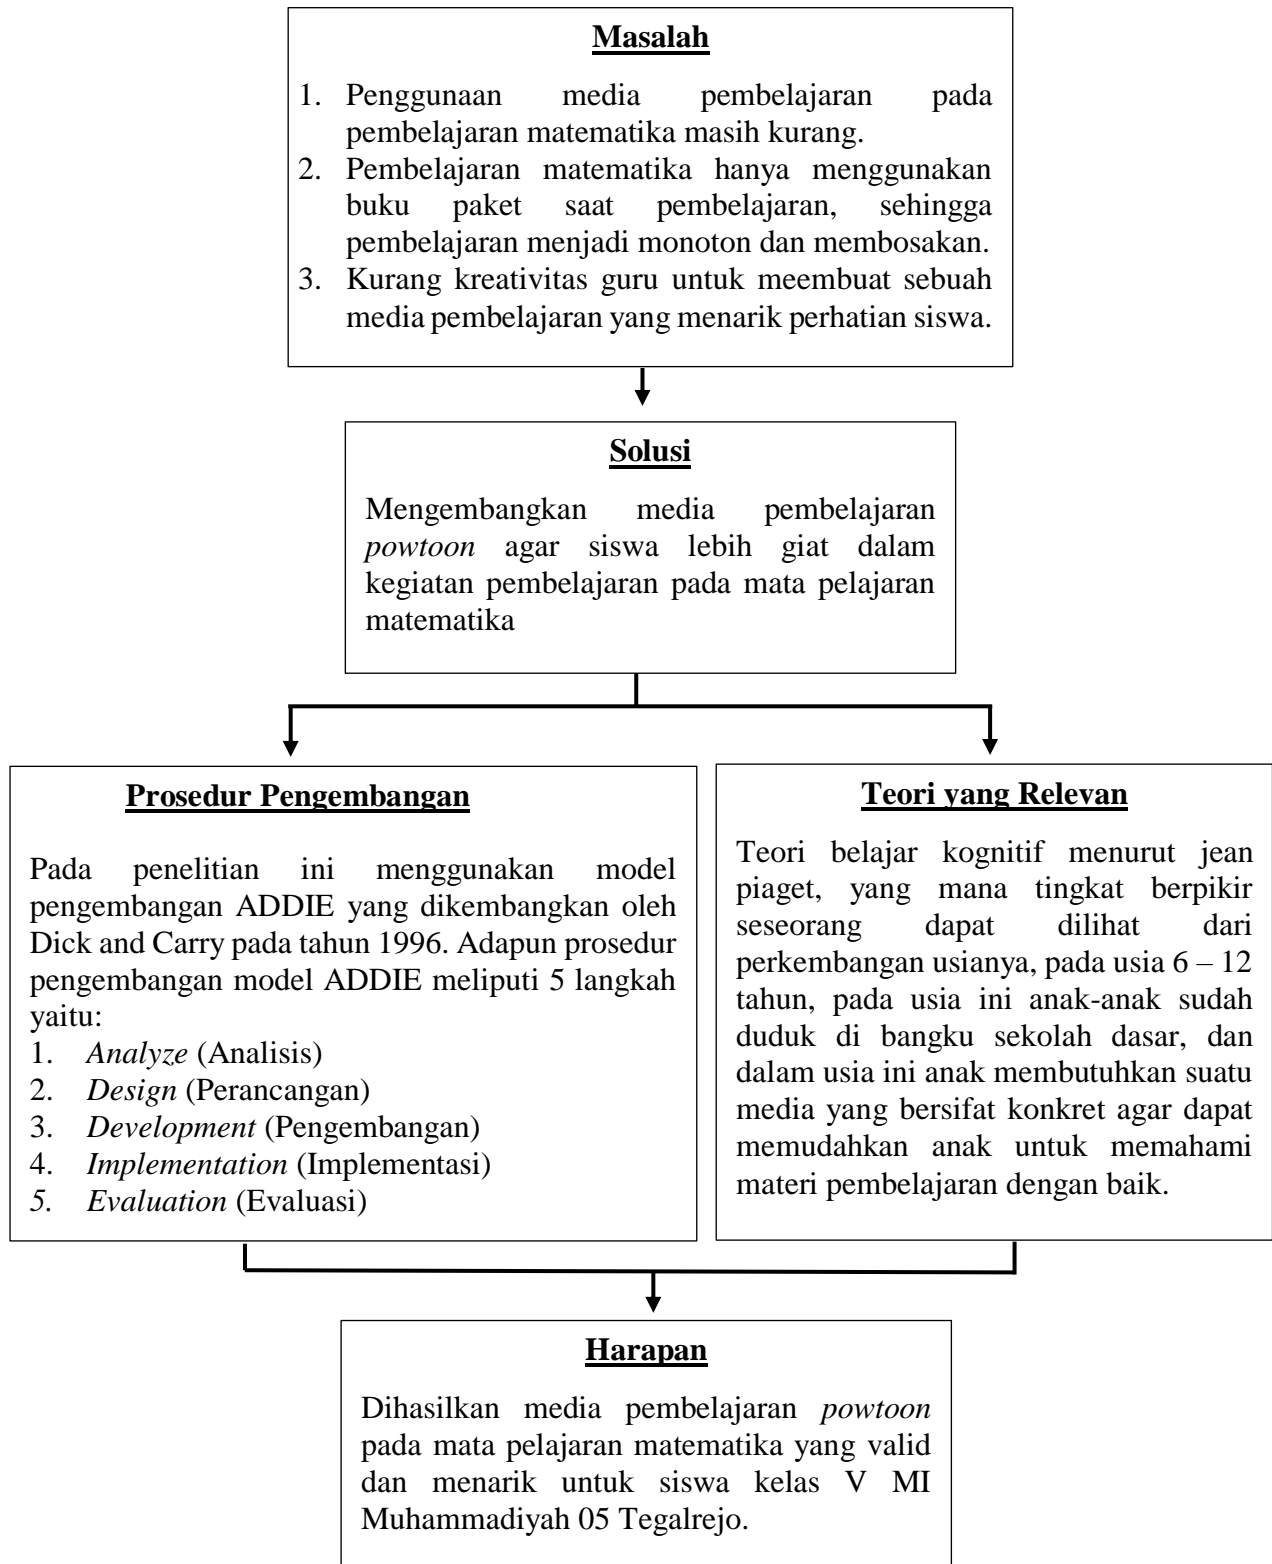 Masalah
1. Penggunaan media pembelajaran pada
pembelajaran matematika masih kurang.
2. Pembelajaran matematika hanya menggunakan
buku paket saat pembelajaran, sehingga
pembelajaran menjadi monoton dan membosakan.
3. Kurang kreativitas guru untuk meembuat sebuah
media pembelajaran yang menarik perhatian siswa.
Solusi
Mengembangkan media pembelajaran
powtoon agar siswa lebih giat dalam
kegiatan pembelajaran pada mata pelajaran
matematika
Prosedur Pengembangan
Pada penelitian ini menggunakan model
pengembangan ADDIE yang dikembangkan oleh
Dick and Carry pada tahun 1996. Adapun prosedur
pengembangan model ADDIE meliputi 5 langkah
yaitu:
1. Analyze (Analisis)
2. Design (Perancangan)
3. Development (Pengembangan)
4. Implementation (Implementasi)
5. Evaluation (Evaluasi)
Teori yang Relevan
Teori belajar kognitif menurut jean
piaget, yang mana tingkat berpikir
seseorang dapat dilihat dari
perkembangan usianya, pada usia 6 – 12
tahun, pada usia ini anak-anak sudah
duduk di bangku sekolah dasar, dan
dalam usia ini anak membutuhkan suatu
media yang bersifat konkret agar dapat
memudahkan anak untuk memahami
materi pembelajaran dengan baik.
Harapan
Dihasilkan media pembelajaran powtoon
pada mata pelajaran matematika yang valid
dan menarik untuk siswa kelas V MI
Muhammadiyah 05 Tegalrejo.